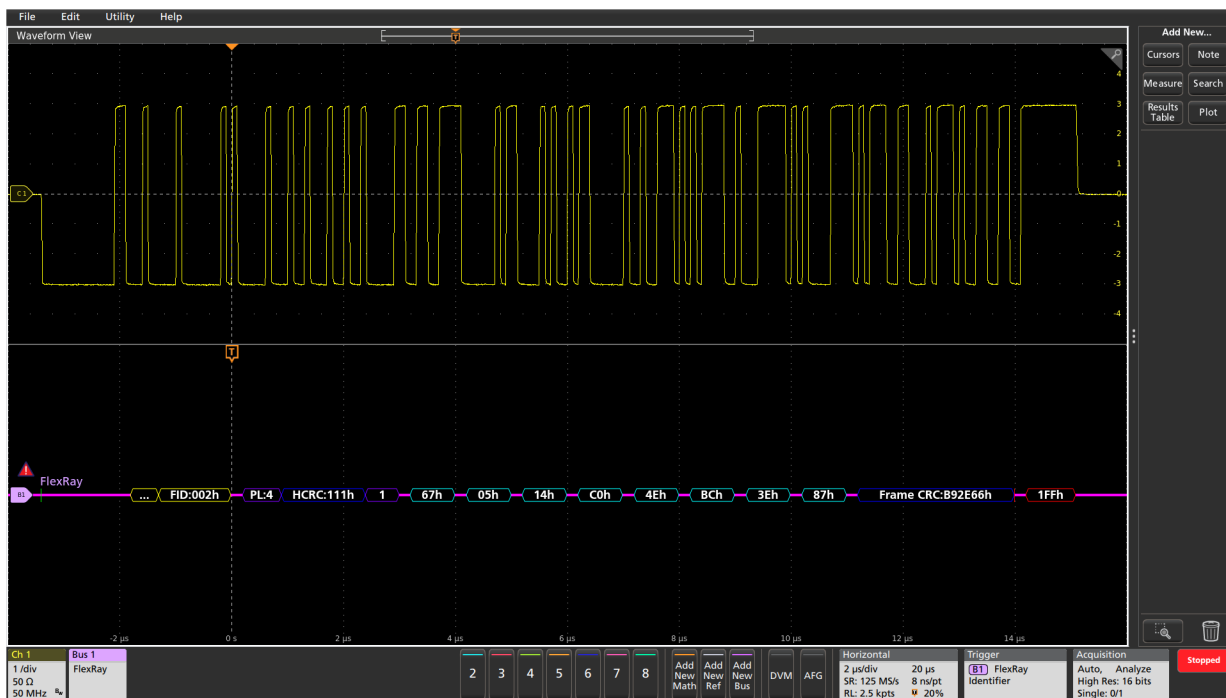 File Edit Utility Help
Waveform View
Add New...
Cursors Note
Measure Search
Results Table Plot
T
4
3
2
1
0
-1
-2
-3
-4
C1
T
FlexRay
B1 ... FID:002h PL:4 HCRC:111h 1 67h 05h 14h C0h 4Eh BCh 3Eh 87h Frame CRC:B92E66h 1FFh
-2 µs 0 s 2 µs 4 µs 6 µs 8 µs 10 µs 12 µs 14 µs
Ch 1
1 /div
50 Ω
50 MHz Bw
Bus 1
FlexRay
2 3 4 5 6 7 8
Add New Math
Add New Ref
Add New Bus
DVM AFG
Horizontal
2 µs/div 20 µs
SR: 125 MS/s 8 ns/pt
RL: 2.5 kpts 20%
Trigger
B1 FlexRay
Identifier
Acquisition
Auto, Analyze
High Res: 16 bits
Single: 0/1
Stopped